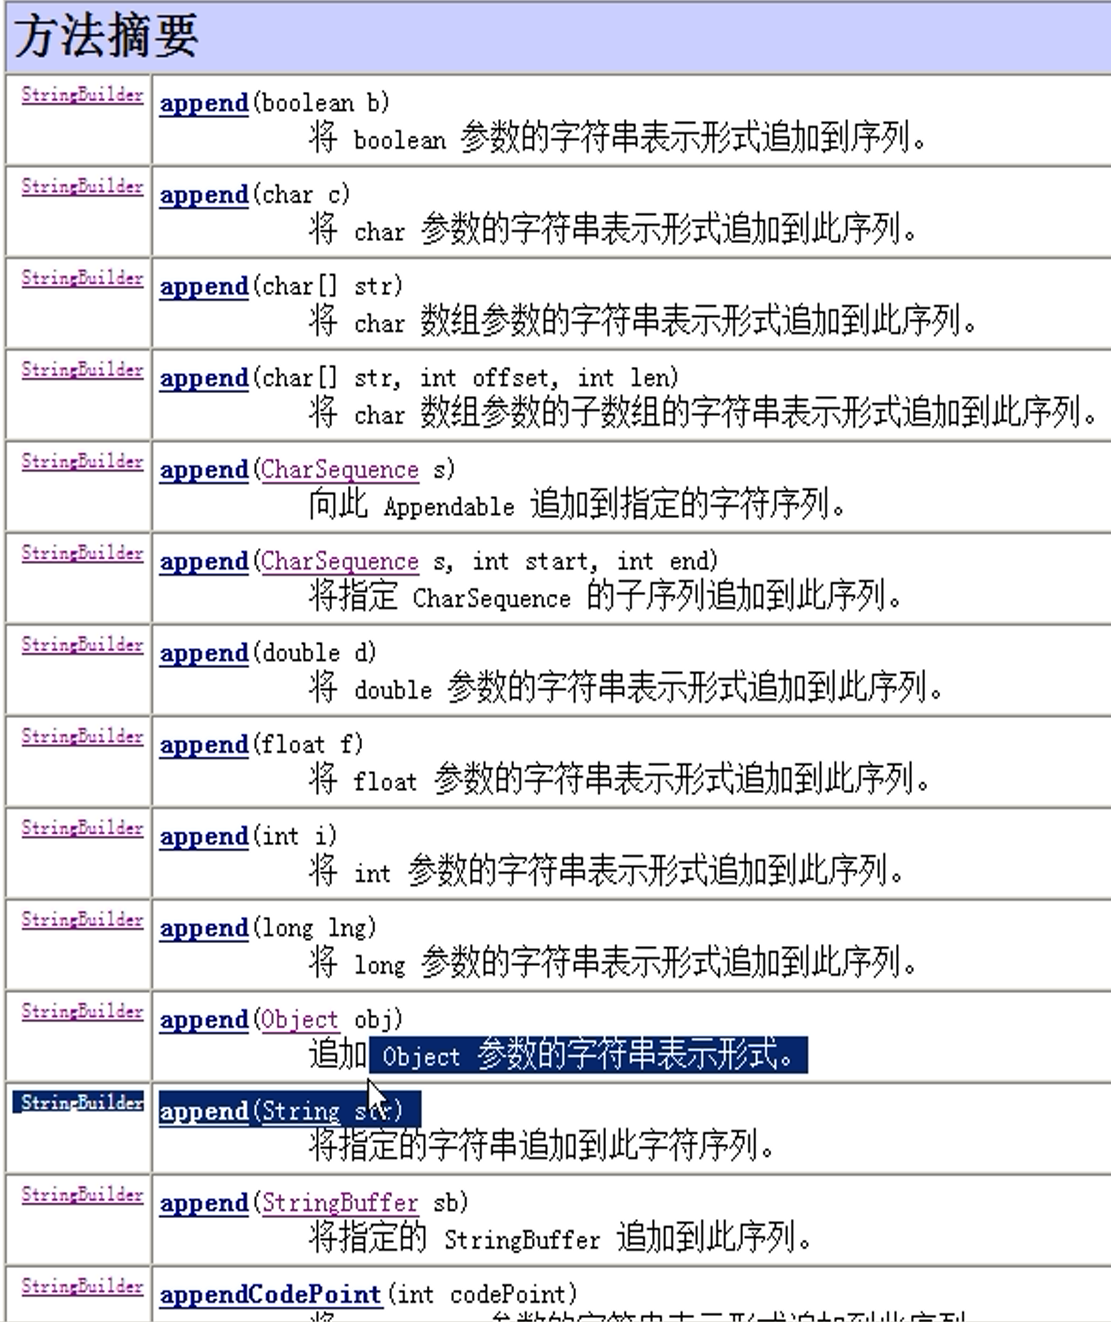 方法摘要
StringBuilder append(boolean b)
将 boolean 参数的字符串表示形式追加到序列。
StringBuilder append(char c)
将 char 参数的字符串表示形式追加到此序列。
StringBuilder append(char[] str)
将 char 数组参数的字符串表示形式追加到此序列。
StringBuilder append(char[] str, int offset, int len)
将 char 数组参数的子数组的字符串表示形式追加到此序列。
StringBuilder append(CharSequence s)
向此 Appendable 追加到指定的字符序列。
StringBuilder append(CharSequence s, int start, int end)
将指定 CharSequence 的子序列追加到此序列。
StringBuilder append(double d)
将 double 参数的字符串表示形式追加到此序列。
StringBuilder append(float f)
将 float 参数的字符串表示形式追加到此序列。
StringBuilder append(int i)
将 int 参数的字符串表示形式追加到此序列。
StringBuilder append(long lng)
将 long 参数的字符串表示形式追加到此序列。
StringBuilder append(Object obj)
追加 Object 参数的字符串表示形式。
StringBuilder append(String str)
将指定的字符串追加到此字符序列。
StringBuilder append(StringBuffer sb)
将指定的 StringBuffer 追加到此序列。
StringBuilder appendCodePoint(int codePoint)